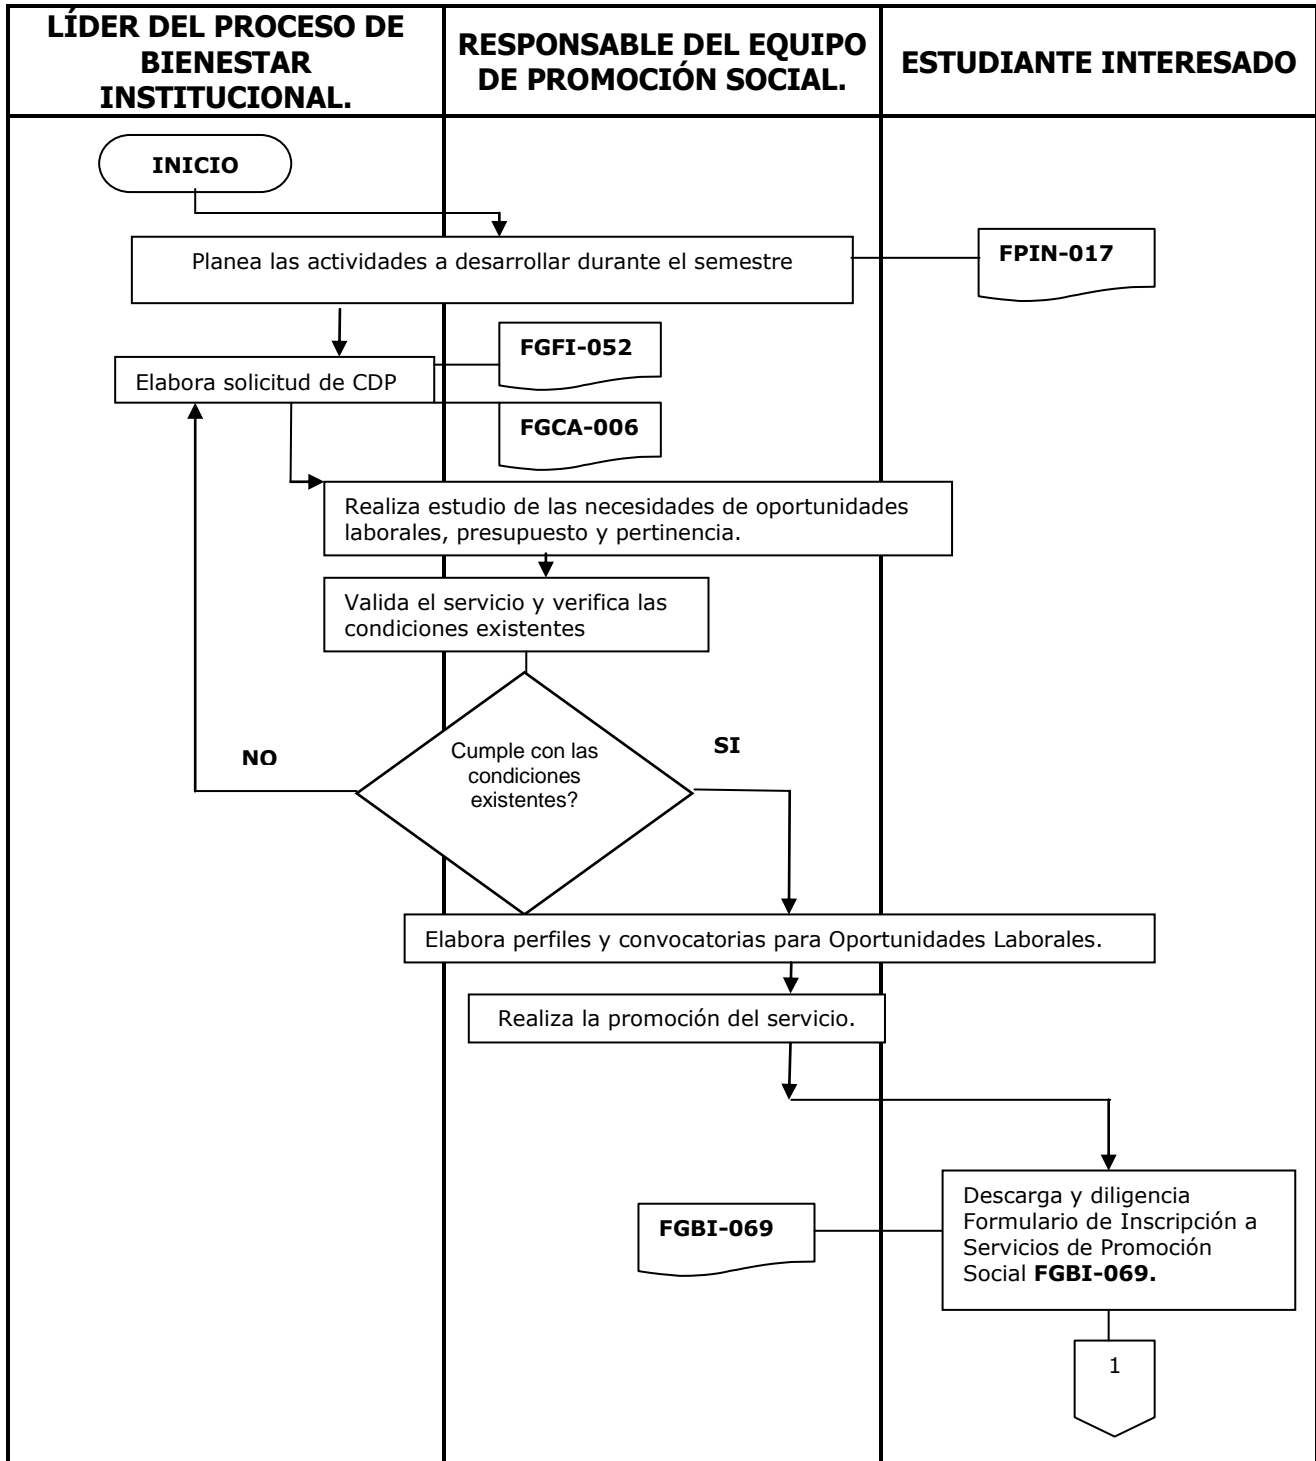 LÍDER DEL PROCESO DE
BIENESTAR
INSTITUCIONAL.
RESPONSABLE DEL EQUIPO
DE PROMOCIÓN SOCIAL.
ESTUDIANTE INTERESADO
INICIO
Planea las actividades a desarrollar durante el semestre
FPIN-017
FGFI-052
Elabora solicitud de CDP
FGCA-006
Realiza estudio de las necesidades de oportunidades
laborales, presupuesto y pertinencia.
Valida el servicio y verifica las
condiciones existentes
NO
Cumple con las
condiciones
existentes?
SI
Elabora perfiles y convocatorias para Oportunidades Laborales.
Realiza la promoción del servicio.
FGBI-069
Descarga y diligencia
Formulario de Inscripción a
Servicios de Promoción
Social FGBI-069.
1